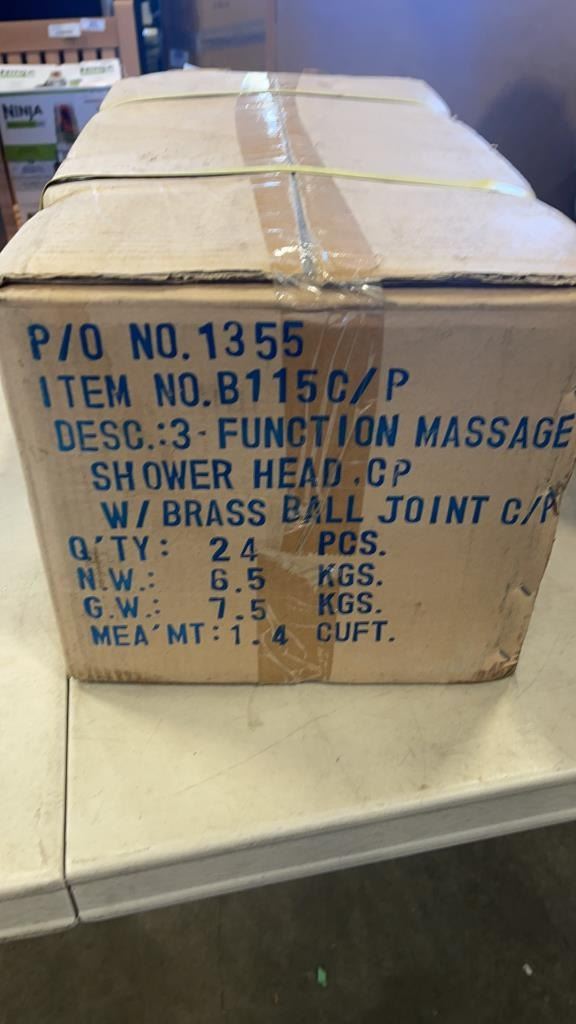 NINJA
P/O NO.1355
ITEM NO.B115C/P
DESC.:3-FUNCTION MASSAGE
SHOWER HEAD.CP
W/BRASS BALL JOINT C/P
Q'TY: 24 PCS.
N.W.: 6.5 KGS.
G.W.: 7.5 KGS.
MEA'MT:1.4 CUFT.